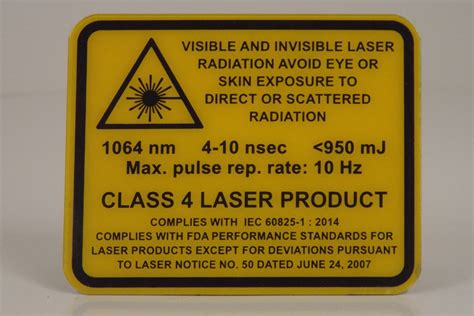 VISIBLE AND INVISIBLE LASER
RADIATION AVOID EYE OR
SKIN EXPOSURE TO
DIRECT OR SCATTERED
RADIATION
1064 nm 4-10 nsec <950 mJ
Max. pulse rep. rate: 10 Hz
CLASS 4 LASER PRODUCT
COMPLIES WITH IEC 60825-1 : 2014
COMPLIES WITH FDA PERFORMANCE STANDARDS FOR
LASER PRODUCTS EXCEPT FOR DEVIATIONS PURSUANT
TO LASER NOTICE NO. 50 DATED JUNE 24, 2007